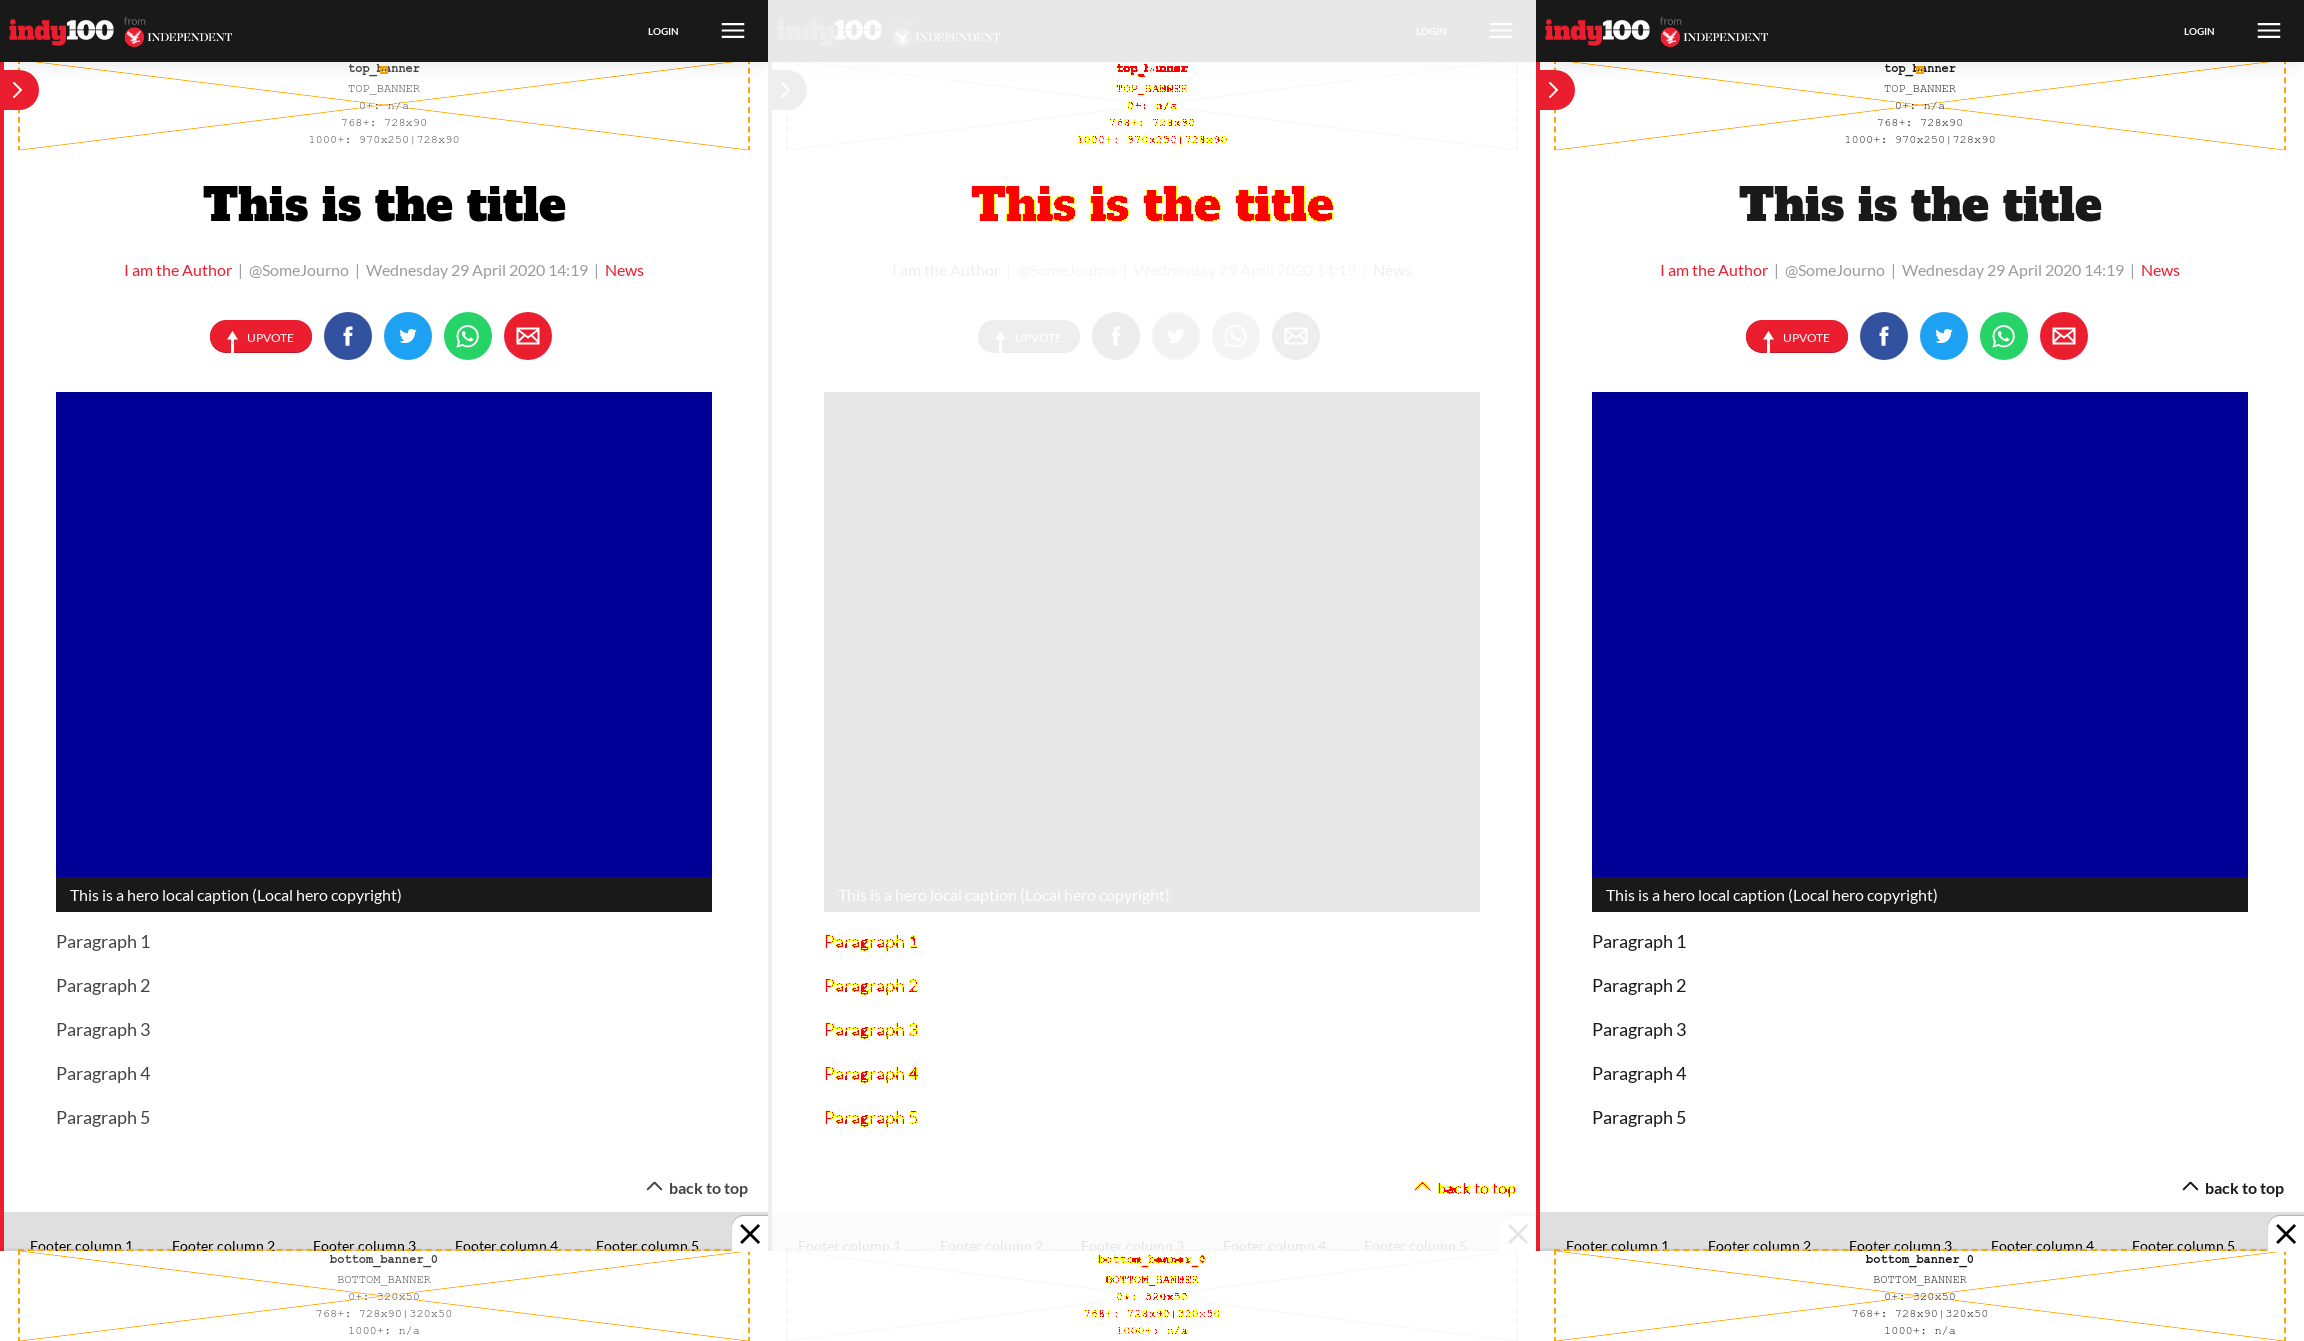 indy100 from INDEPENDENT LOGIN
top_banner
TOP_BANNER
0+: n/a
768+: 728x90
1000+: 970x250|728x90
This is the title
I am the Author | @SomeJourno | Wednesday 29 April 2020 14:19 | News
UPVOTE
This is a hero local caption (Local hero copyright)
Paragraph 1
Paragraph 2
Paragraph 3
Paragraph 4
Paragraph 5
back to top
Footer column 1 Footer column 2 Footer column 3 Footer column 4 Footer column 5
bottom_banner_0
BOTTOM_BANNER
0+: 320x50
768+: 728x90|320x50
1000+: n/a
indy100 from INDEPENDENT LOGIN
top_banner
TOP_BANNER
0+: n/a
768+: 728x90
1000+: 970x250|728x90
This is the title
I am the Author | @SomeJourno | Wednesday 29 April 2020 14:19 | News
UPVOTE
This is a hero local caption (Local hero copyright)
Paragraph 1
Paragraph 2
Paragraph 3
Paragraph 4
Paragraph 5
back to top
Footer column 1 Footer column 2 Footer column 3 Footer column 4 Footer column 5
bottom_banner_0
BOTTOM_BANNER
0+: 320x50
768+: 728x90|320x50
1000+: n/a
indy100 from INDEPENDENT LOGIN
top_banner
TOP_BANNER
0+: n/a
768+: 728x90
1000+: 970x250|728x90
This is the title
I am the Author | @SomeJourno | Wednesday 29 April 2020 14:19 | News
UPVOTE
This is a hero local caption (Local hero copyright)
Paragraph 1
Paragraph 2
Paragraph 3
Paragraph 4
Paragraph 5
back to top
Footer column 1 Footer column 2 Footer column 3 Footer column 4 Footer column 5
bottom_banner_0
BOTTOM_BANNER
0+: 320x50
768+: 728x90|320x50
1000+: n/a